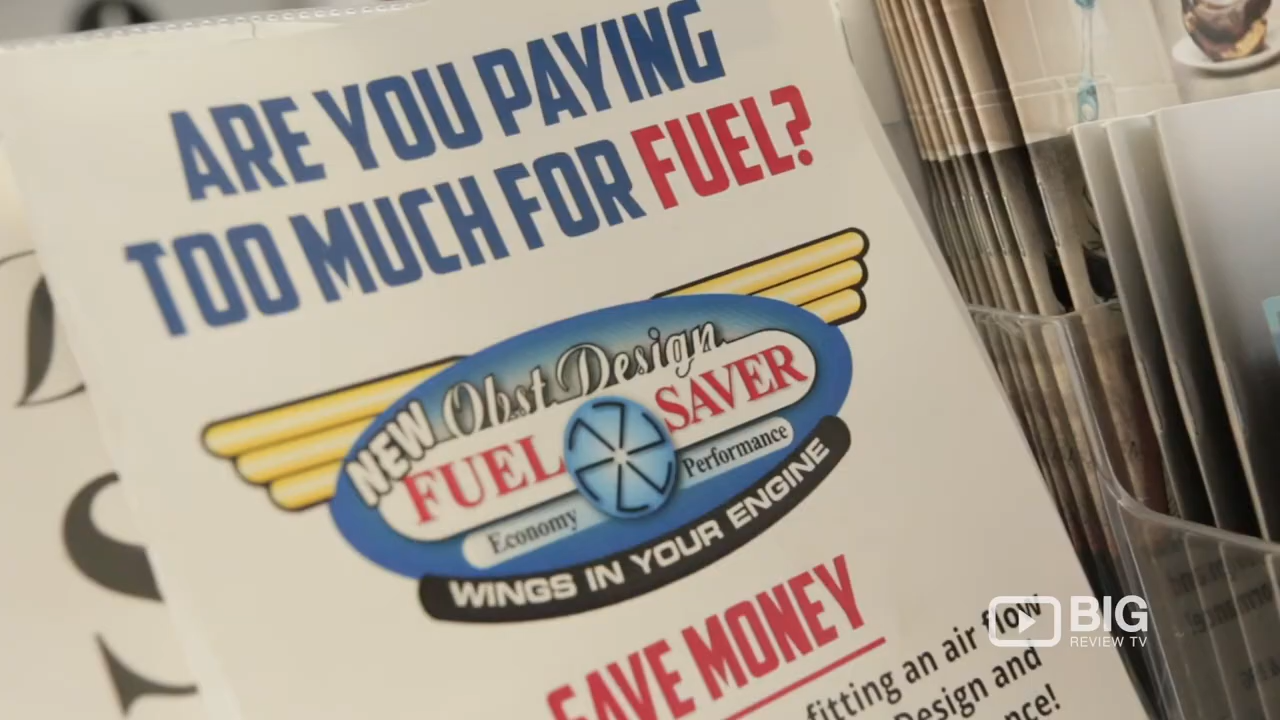 ARE YOU PAYING
TOO MUCH FOR FUEL?
NEW Obst Design
FUEL SAVER
Economy Performance
WINGS IN YOUR ENGINE
SAVE MONEY
fitting an air flow
Design and
BIG
REVIEW TV